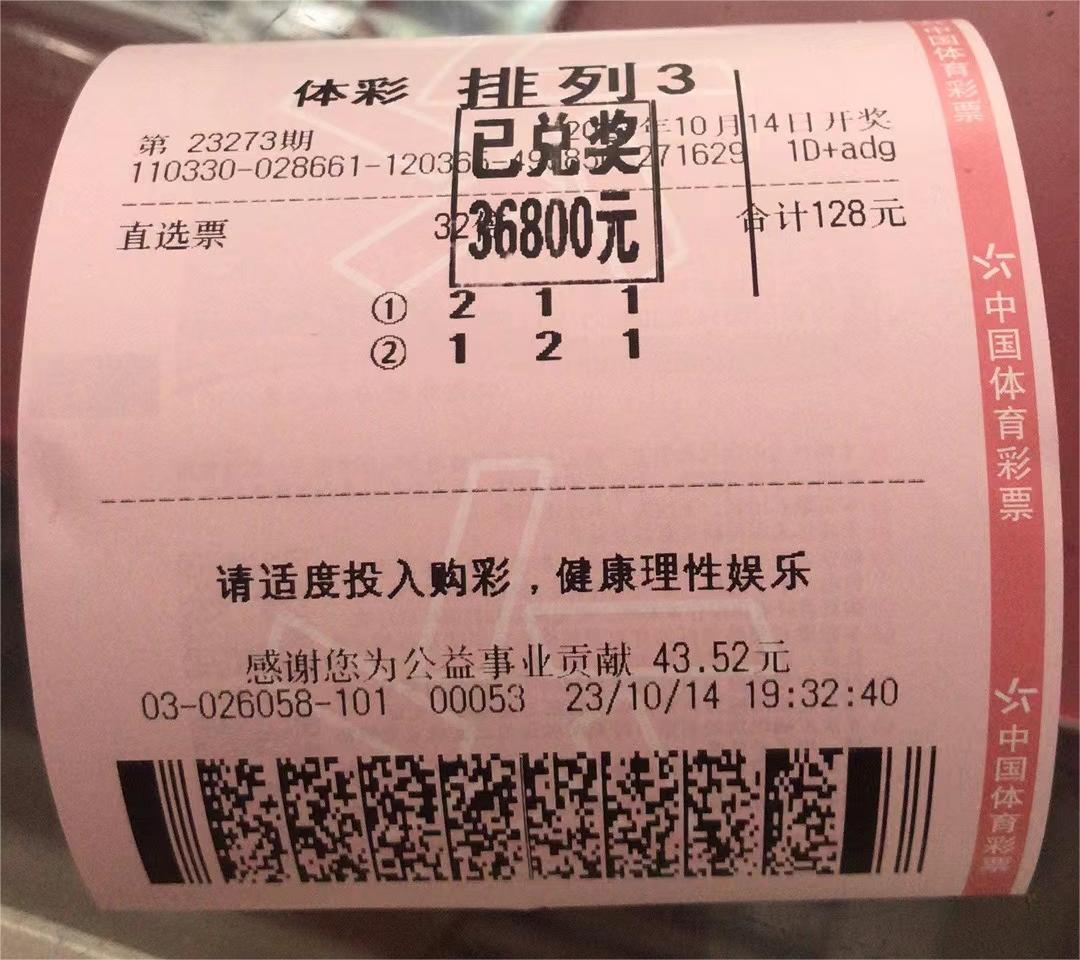 体彩 排列3
第 23273期 年10月14日开奖
110330-028661-120365- 271629 1D+adg
已兑奖
36800元
直选票 合计128元
① 2 1 1
② 1 2 1
请适度投入购彩，健康理性娱乐
感谢您为公益事业贡献 43.52元
03-026058-101 00053 23/10/14 19:32:40
中国体育彩票
中国体育彩票
中国体育彩票